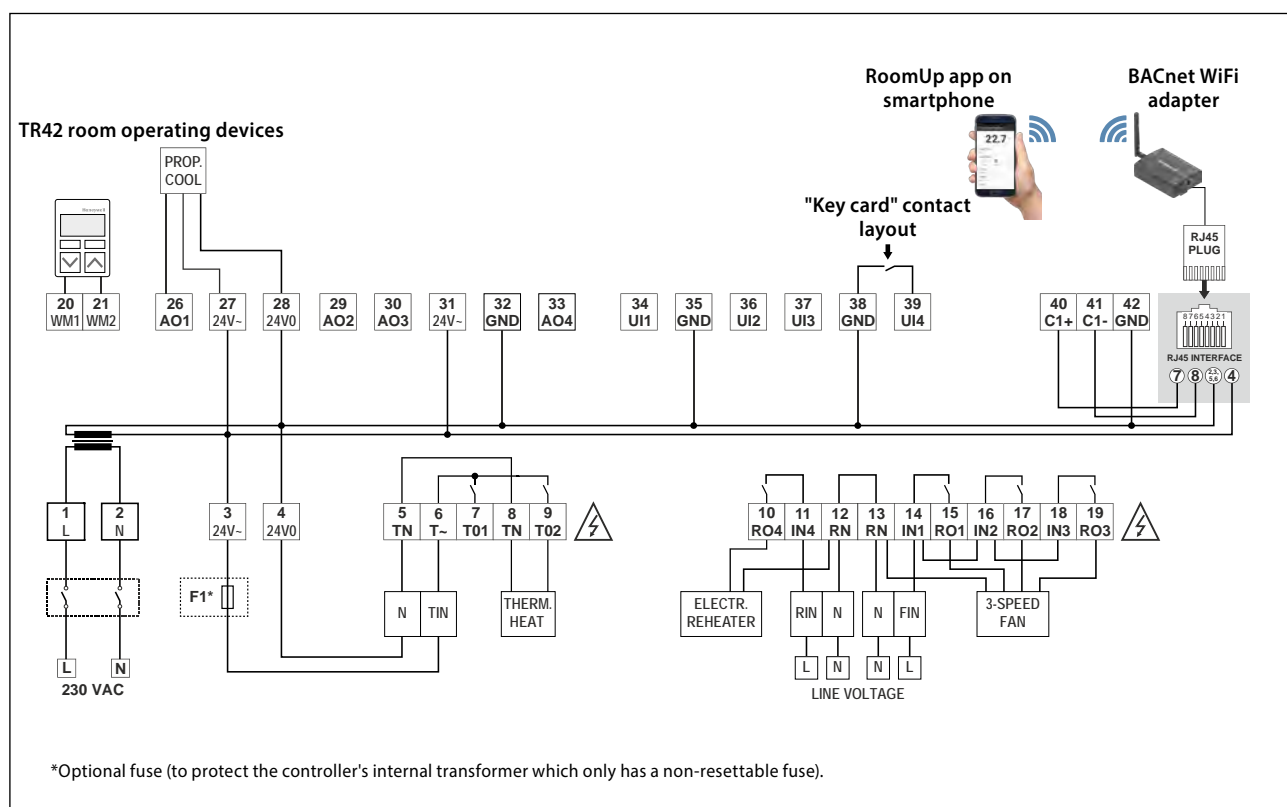 RoomUp app on
smartphone
BACnet WiFi
adapter
TR42 room operating devices
PROP.
COOL
22.7
"Key card" contact
layout
Honeywell
RJ45
PLUG
20 21 26 27 28 29 30 31 32 33 34 35 36 37 38 39 40 41 42
WM1 WM2 AO1 24V~ 24V0 AO2 AO3 24V~ GND AO4 UI1 GND UI2 UI3 GND UI4 C1+ C1- GND
87654321
RJ45 INTERFACE
7 8 2,3, 5,6 4
1 2 3 4 5 6 7 8 9 10 11 12 13 14 15 16 17 18 19
L N 24V~ 24V0 TN T~ T01 TN T02 RO4 IN4 RN RN IN1 RO1 IN2 RO2 IN3 RO3
F1*
N TIN THERM.
HEAT
ELECTR.
REHEATER
RIN N N FIN
3-SPEED
FAN
L N
230 VAC
L N N L
LINE VOLTAGE
*Optional fuse (to protect the controller's internal transformer which only has a non-resettable fuse).